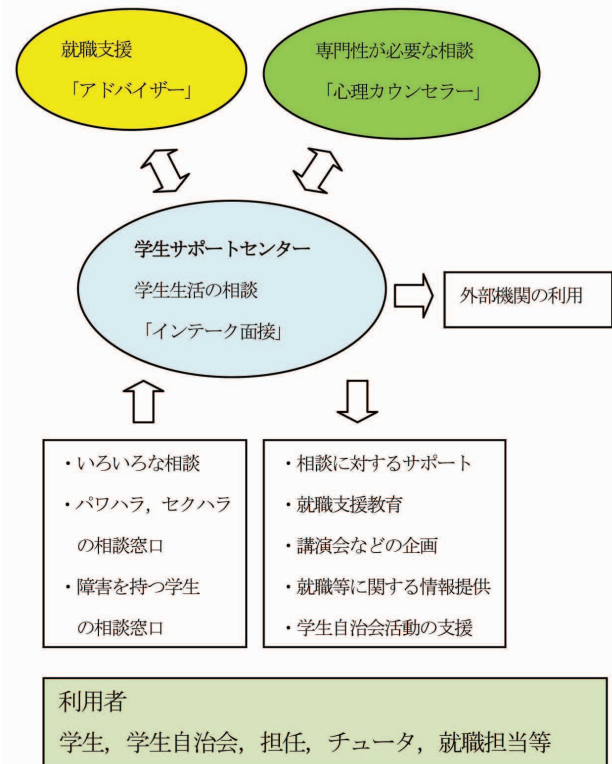 就職支援
「アドバイザー」
専門性が必要な相談
「心理カウンセラー」
学生サポートセンター
学生生活の相談
「インテーク面接」
外部機関の利用
・いろいろな相談
・パワハラ，セクハラ
の相談窓口
・障害を持つ学生
の相談窓口
・相談に対するサポート
・就職支援教育
・講演会などの企画
・就職等に関する情報提供
・学生自治会活動の支援
利用者
学生，学生自治会，担任，チュータ，就職担当等